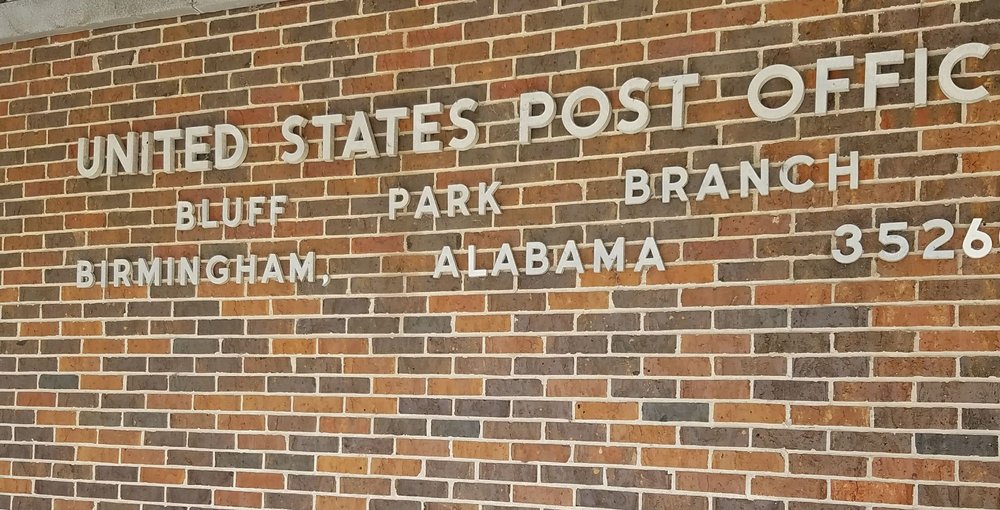 UNITED STATES POST OFFIC
BLUFF PARK BRANCH
BIRMINGHAM, ALABAMA 3526